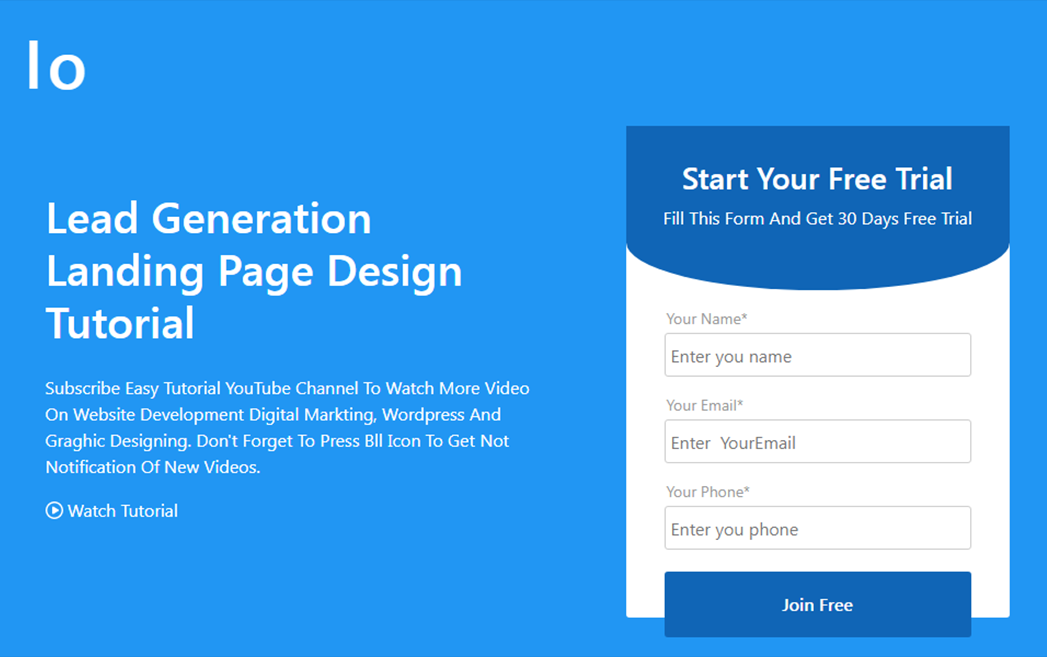 lo
Lead Generation
Landing Page Design
Tutorial
Subscribe Easy Tutorial YouTube Channel To Watch More Video
On Website Development Digital Markting, Wordpress And
Graghic Designing. Don't Forget To Press Bll Icon To Get Not
Notification Of New Videos.
Watch Tutorial
Start Your Free Trial
Fill This Form And Get 30 Days Free Trial
Your Name*
Enter you name
Your Email*
Enter  YourEmail
Your Phone*
Enter you phone
Join Free